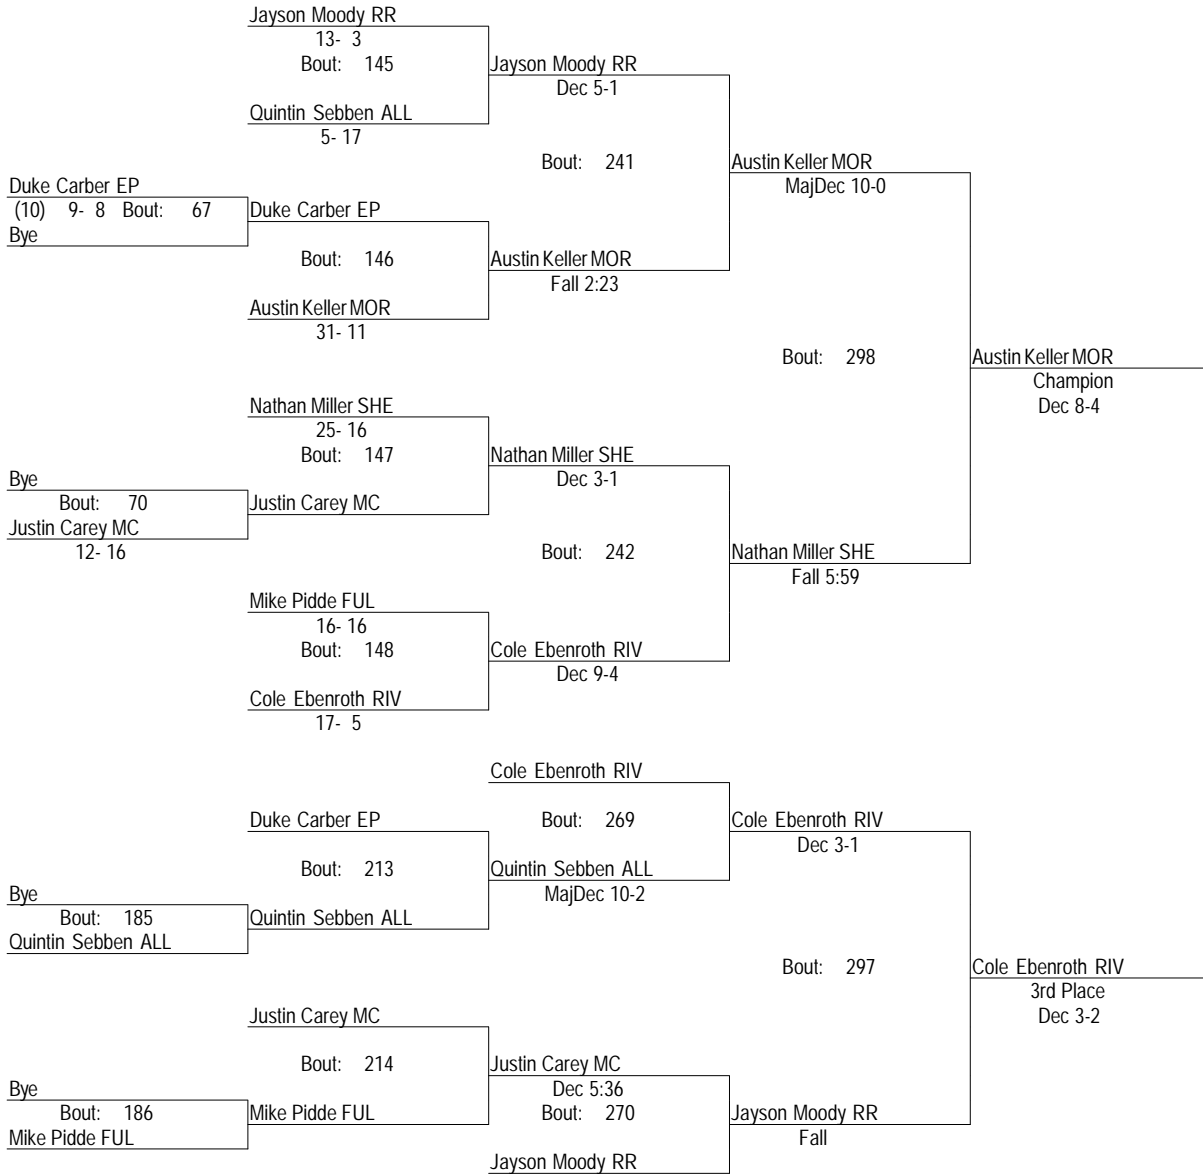 Jayson Moody RR
13- 3
Bout: 145
Jayson Moody RR
Dec 5-1
Quintin Sebben ALL
5- 17
Bout: 241
Austin Keller MOR
MajDec 10-0
Duke Carber EP
(10) 9- 8 Bout: 67
Duke Carber EP
Bye
Bout: 146
Austin Keller MOR
Fall 2:23
Austin Keller MOR
31- 11
Bout: 298
Austin Keller MOR
Champion
Dec 8-4
Nathan Miller SHE
25- 16
Bout: 147
Nathan Miller SHE
Dec 3-1
Bye
Bout: 70
Justin Carey MC
Justin Carey MC
12- 16
Bout: 242
Nathan Miller SHE
Fall 5:59
Mike Pidde FUL
16- 16
Bout: 148
Cole Ebenroth RIV
Dec 9-4
Cole Ebenroth RIV
17- 5
Cole Ebenroth RIV
Duke Carber EP
Bout: 269
Cole Ebenroth RIV
Dec 3-1
Bout: 213
Quintin Sebben ALL
MajDec 10-2
Bye
Bout: 185
Quintin Sebben ALL
Quintin Sebben ALL
Bout: 297
Cole Ebenroth RIV
3rd Place
Dec 3-2
Justin Carey MC
Bout: 214
Justin Carey MC
Dec 5:36
Bye
Bout: 186
Mike Pidde FUL
Bout: 270
Jayson Moody RR
Fall
Mike Pidde FUL
Jayson Moody RR